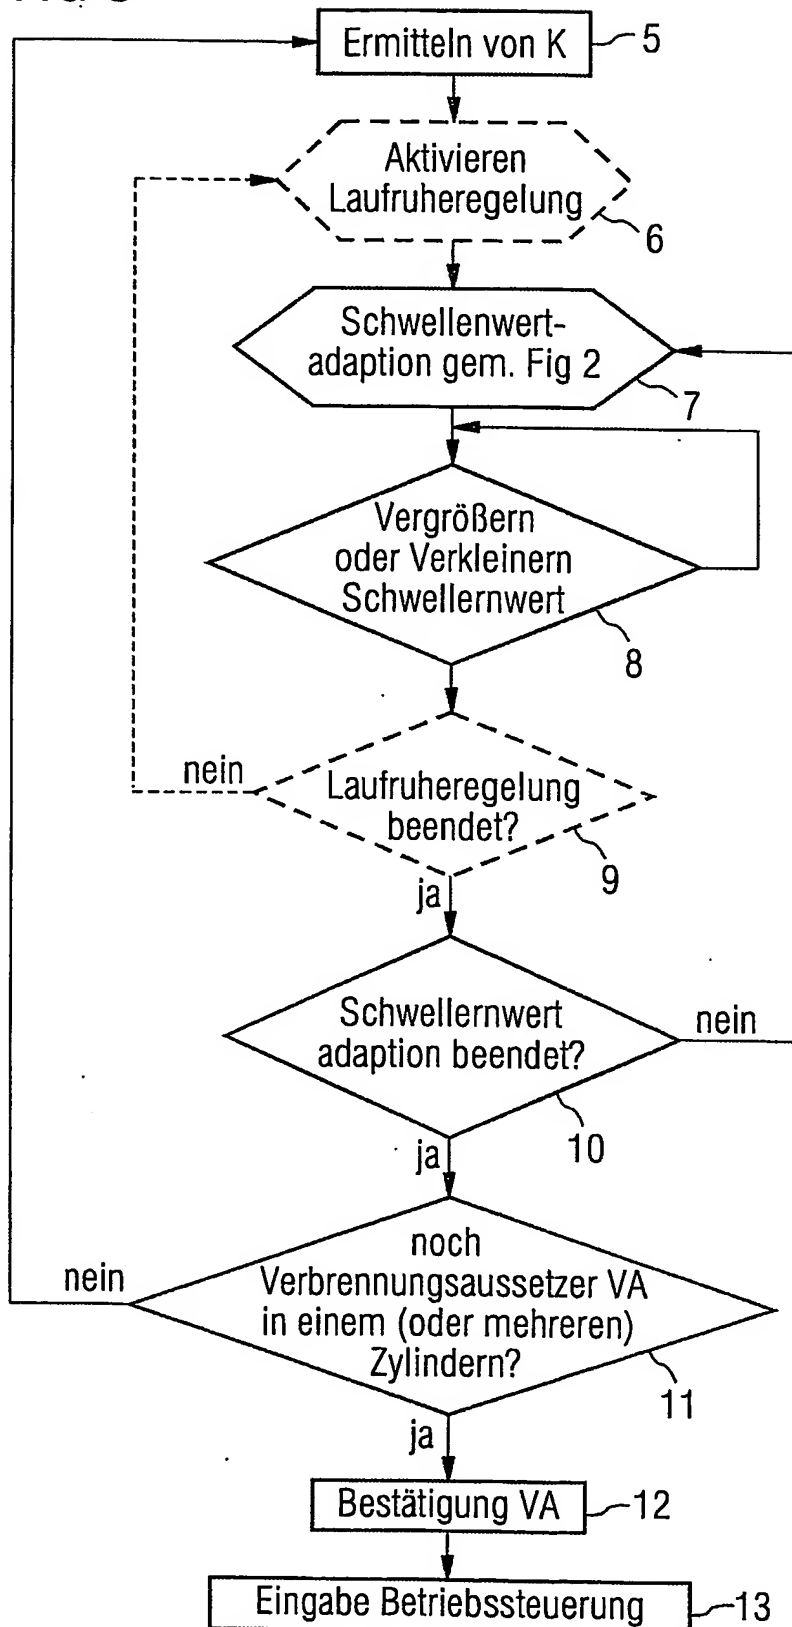 Ermitteln von K
5
Aktivieren
Laufruheregelung
6
Schwellenwert-
adaption gem. Fig 2
7
Vergrößern
oder Verkleinern
Schwellernwert
8
nein
Laufruheregelung
beendet?
9
ja
Schwellernwert
adaption beendet?
nein
10
ja
noch
nein
Verbrennungsaussetzer VA
in einem (oder mehreren)
Zylindern?
11
ja
Bestätigung VA
12
Eingabe Betriebssteuerung
13